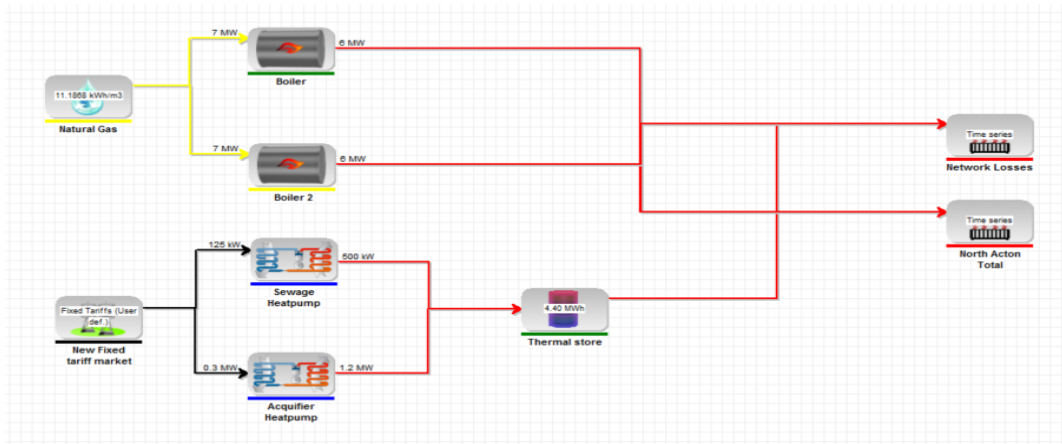 7 MW
6 MW
Boiler
11.1868 kWh/m3
Natural Gas
7 MW
6 MW
Boiler 2
Time series
Network Losses
Time series
North Acton
Total
125 kW
500 kW
Sewage
Heatpump
Fixed Tariffs (User
def.)
New Fixed
tariff market
4.40 MWh
Thermal store
0.3 MW
1.2 MW
Acquifier
Heatpump